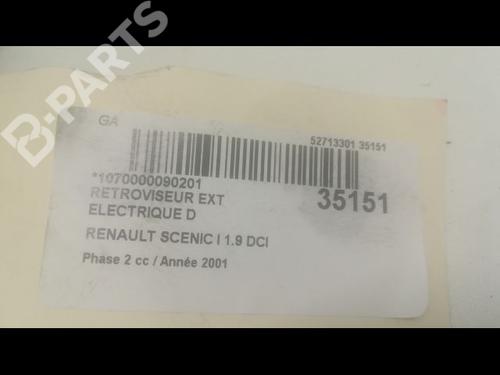 B-PARTS
GA
52713301 35151
*1070000090201
RETROVISEUR EXT
ELECTRIQUE D
35151
RENAULT SCENIC I 1.9 DCI
Phase 2 cc / Année 2001